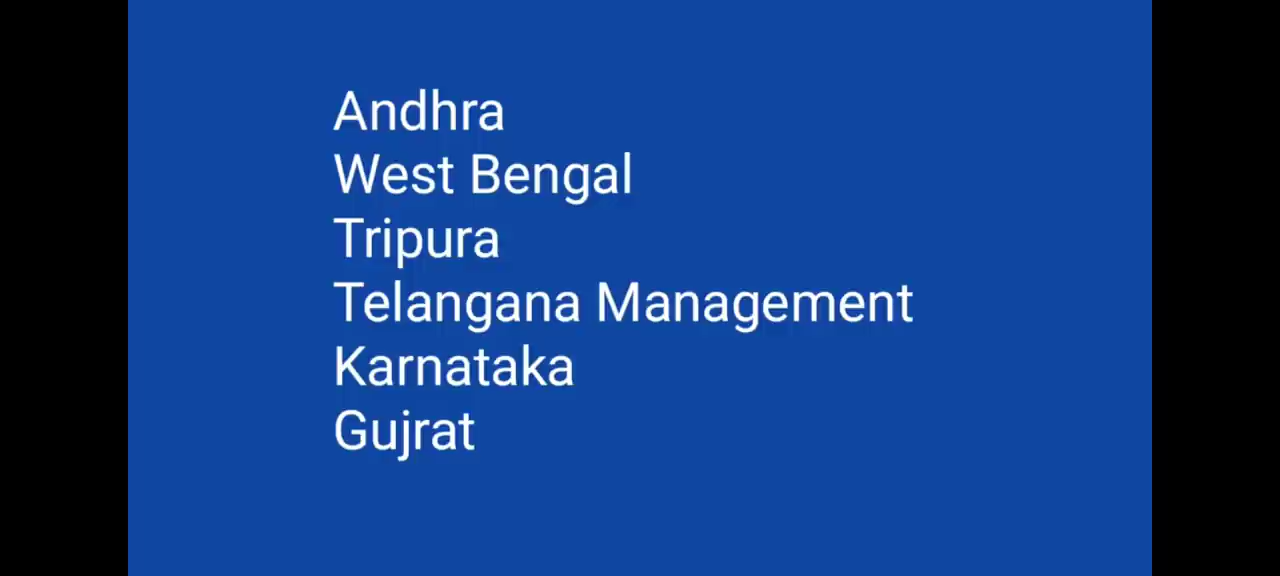 Andhra
West Bengal
Tripura
Telangana Management
Karnataka
Gujrat